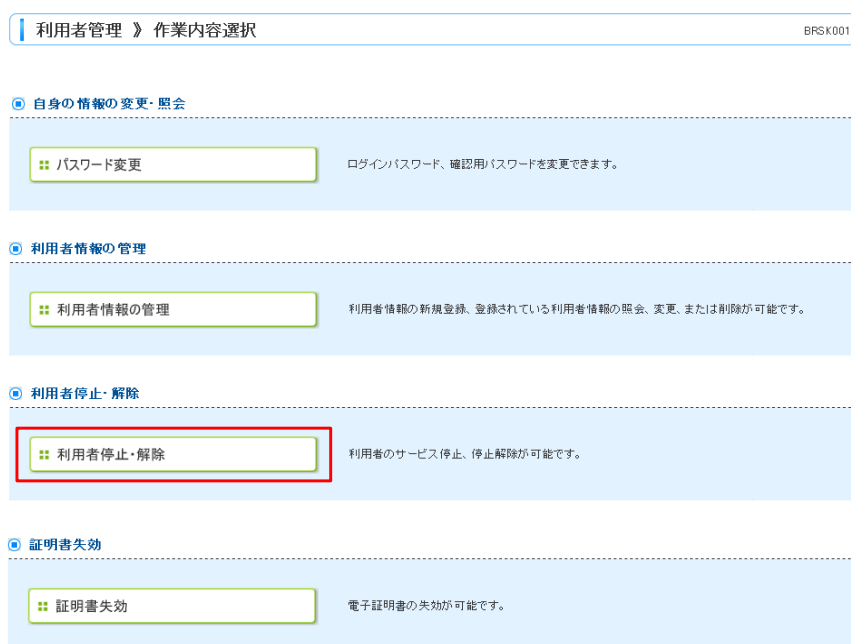 利用者管理 》 作業内容選択
BRSK001
自身の情報の変更・照会
パスワード変更
ログインパスワード、確認用パスワードを変更できます。
利用者情報の管理
利用者情報の管理
利用者情報の新規登録、登録されている利用者情報の照会、変更、または削除が可能です。
利用者停止・解除
利用者停止・解除
利用者のサービス停止、停止解除が可能です。
証明書失効
証明書失効
電子証明書の失効が可能です。